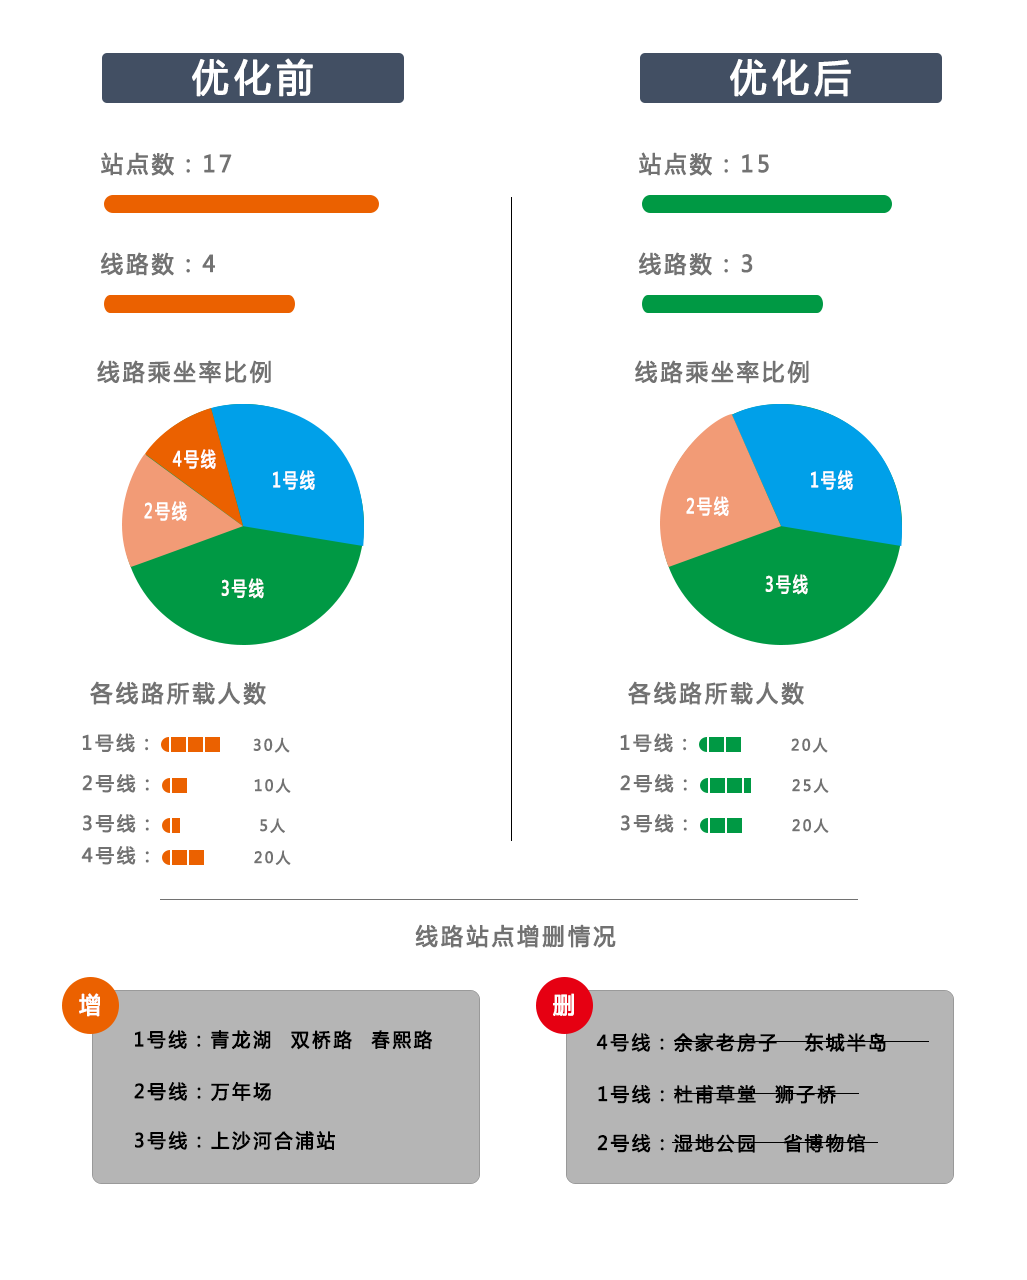 优化前
站点数：17
线路数：4
线路乘坐率比例
4号线
1号线
2号线
3号线
各线路所载人数
1号线： 30人
2号线： 10人
3号线： 5人
4号线： 20人
优化后
站点数：15
线路数：3
线路乘坐率比例
1号线
2号线
3号线
各线路所载人数
1号线： 20人
2号线： 25人
3号线： 20人
线路站点增删情况
增
1号线：青龙湖 双桥路 春熙路
2号线：万年场
3号线：上沙河合浦站
删
4号线：余家老房子 东城半岛
1号线：杜甫草堂 狮子桥
2号线：湿地公园 省博物馆